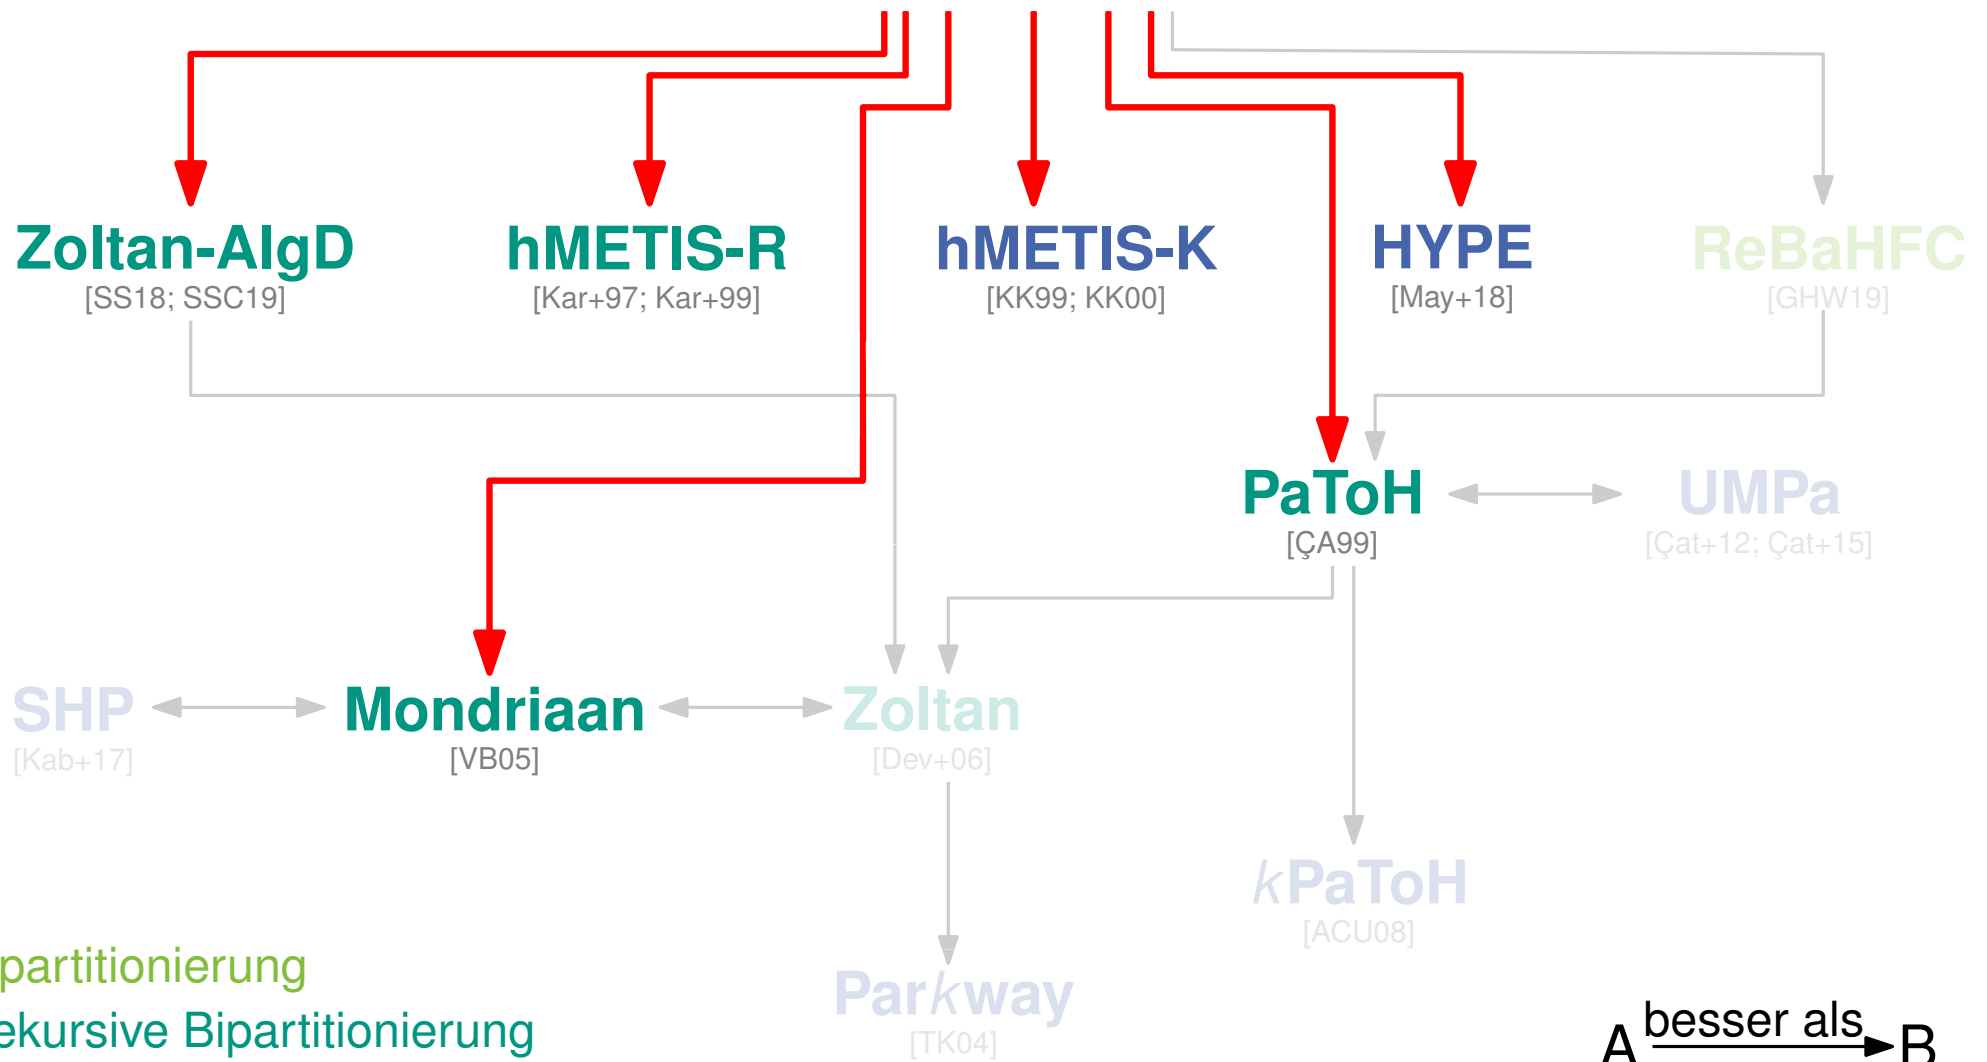 Zoltan-AlgD hMETIS-R hMETIS-K HYPE ReBaHFC
[SS18; SSC19] [Kar+97; Kar+99] [KK99; KK00] [May+18] [GHW19]
PaToH UMPa
[ÇA99] [Çat+12; Çat+15]
SHP Mondriaan Zoltan
[Kab+17] [VB05] [Dev+06]
kPaToH
[ACU08]
partitionierung
Parkway
[TK04]
ekursive Bipartitionierung
A besser als B